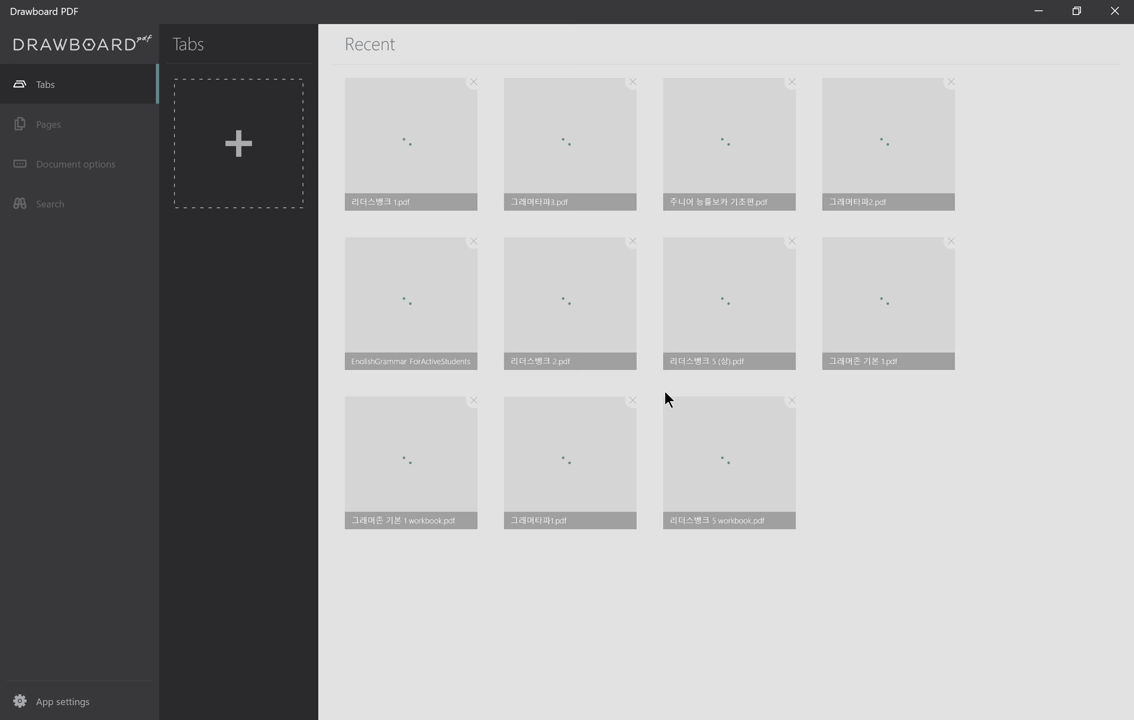 Drawboard PDF
DRAWBOARD pdf
Tabs
Pages
Document options
Search
App settings
Tabs
Recent
리더스뱅크 1.pdf
그래머타파3.pdf
주니어 능률보카 기초편.pdf
그래머타파2.pdf
EnglishGrammar ForActiveStudents
리더스뱅크 2.pdf
리더스뱅크 5 (상).pdf
그래머존 기본 1.pdf
그래머존 기본 1 workbook.pdf
그래머타파1.pdf
리더스뱅크 5 workbook.pdf